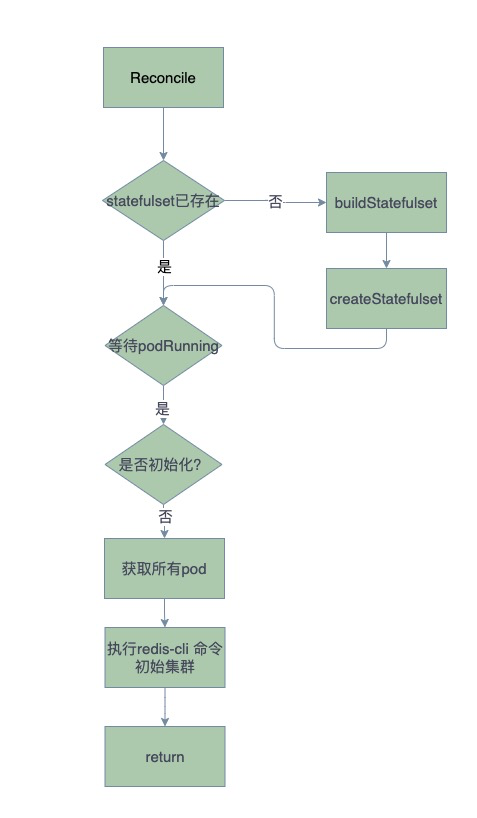 Reconcile
statefulset已存在
否
buildStatefulset
createStatefulset
是
等待podRunning
是
是否初始化?
否
获取所有pod
执行redis-cli 命令
初始集群
return